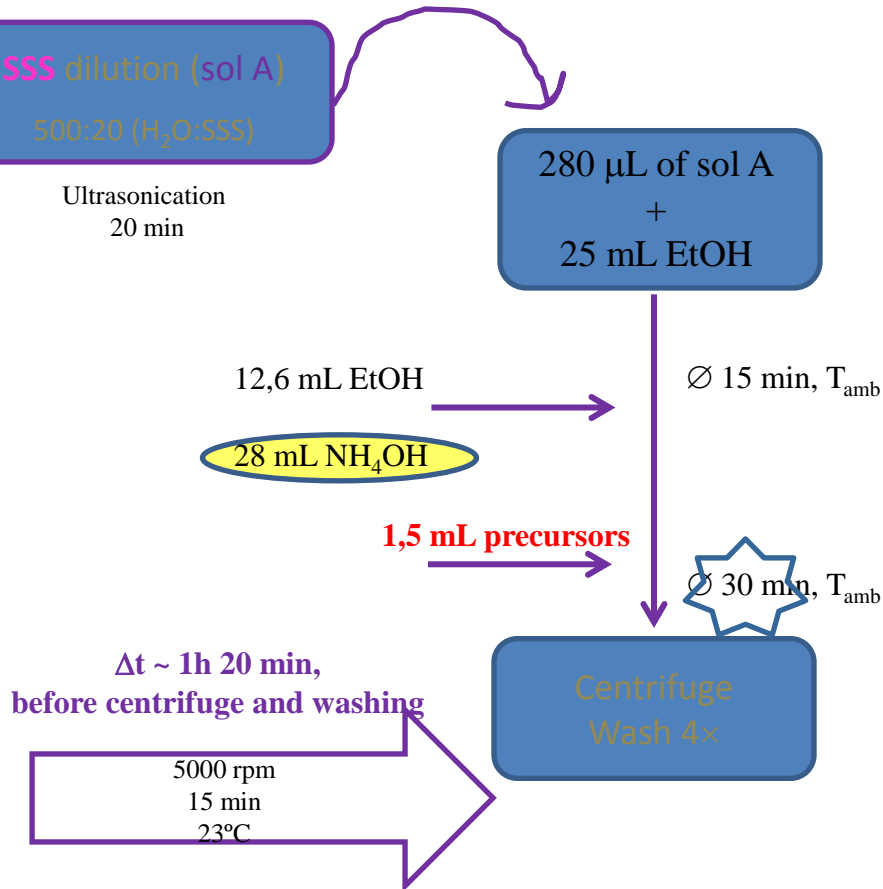 SSS dilution (sol A)
500:20 (H₂O:SSS)
Ultrasonication
20 min
280 μL of sol A
+
25 mL EtOH
12,6 mL EtOH
∅ 15 min, Tamb
28 mL NH₄OH
1,5 mL precursors
∅ 30 min, Tamb
Δt ~ 1h 20 min,
before centrifuge and washing
Centrifuge
Wash 4×
5000 rpm
15 min
23ºC